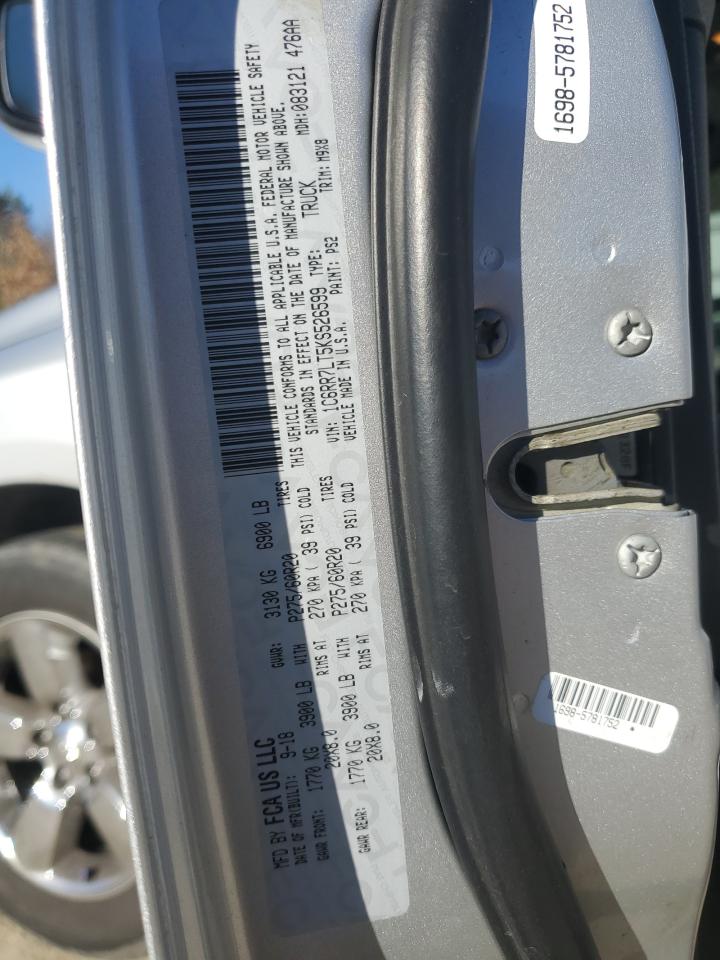 MFD BY FCA US LLC
DATE OF MFR(BUILT): 9-18 GVWR: 3130 KG 6900 LB
GAWR FRONT: 1770 KG 3900 LB WITH P275/60R20 TIRES
20X8.0 RIMS AT 270 KPA ( 39 PSI) COLD
GAWR REAR: 1770 KG 3900 LB WITH P275/60R20 TIRES
20X8.0 RIMS AT 270 KPA ( 39 PSI) COLD
THIS VEHICLE CONFORMS TO ALL APPLICABLE U.S.A. FEDERAL MOTOR VEHICLE SAFETY
STANDARDS IN EFFECT ON THE DATE OF MANUFACTURE SHOWN ABOVE.
VIN: 1C6RR7LT5KS526599 TYPE: TRUCK MDH:083121 476AA
VEHICLE MADE IN U.S.A. PAINT: PS2 TRIM: M9X8
1698-5781752
1698-5781752